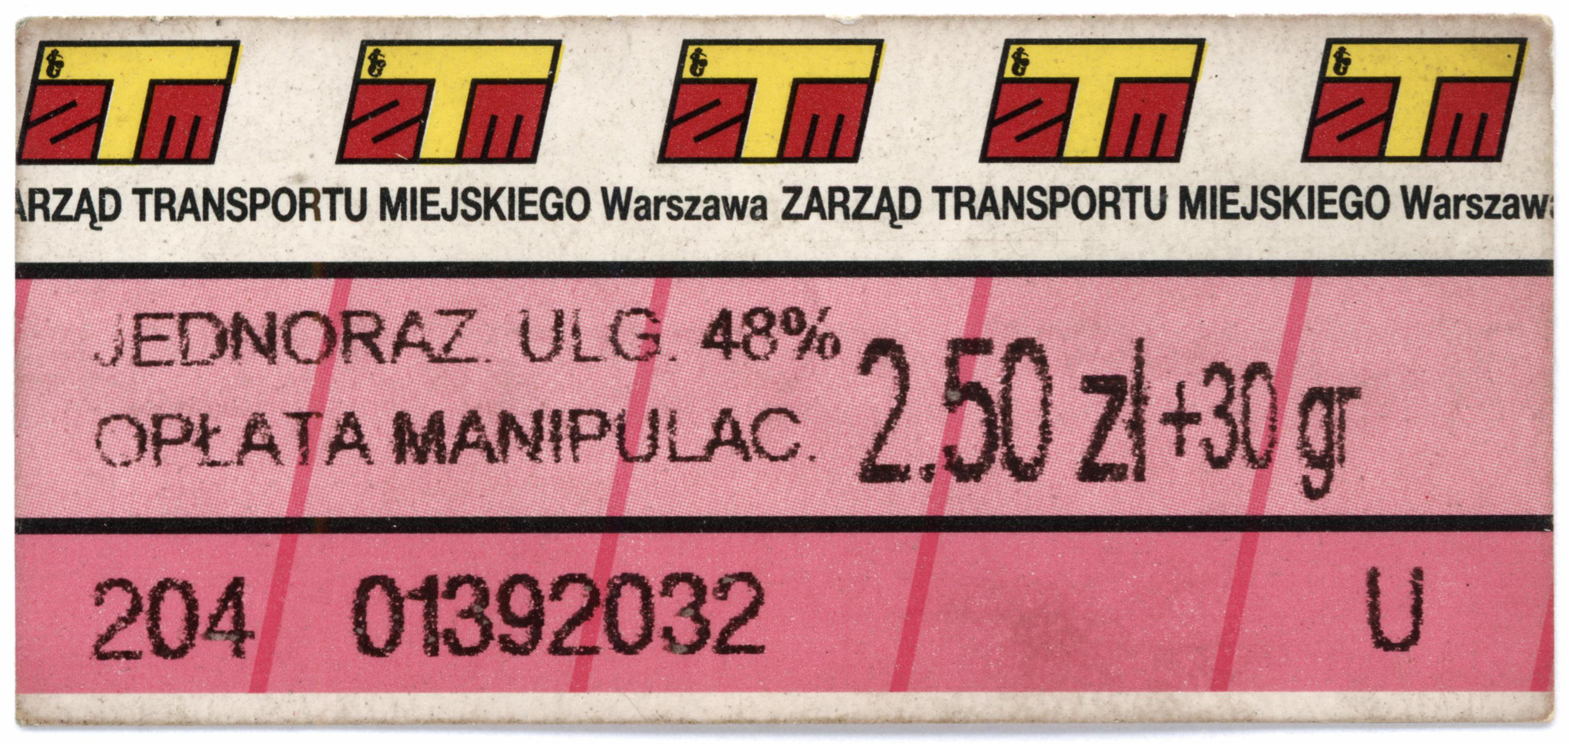 ZTM ZTM ZTM ZTM ZTM
ARZĄD TRANSPORTU MIEJSKIEGO Warszawa ZARZĄD TRANSPORTU MIEJSKIEGO Warszawa
JEDNORAZ. ULG. 48%
OPŁATA MANIPULAC. 2.50 zł +30 gr
204 01392032 U